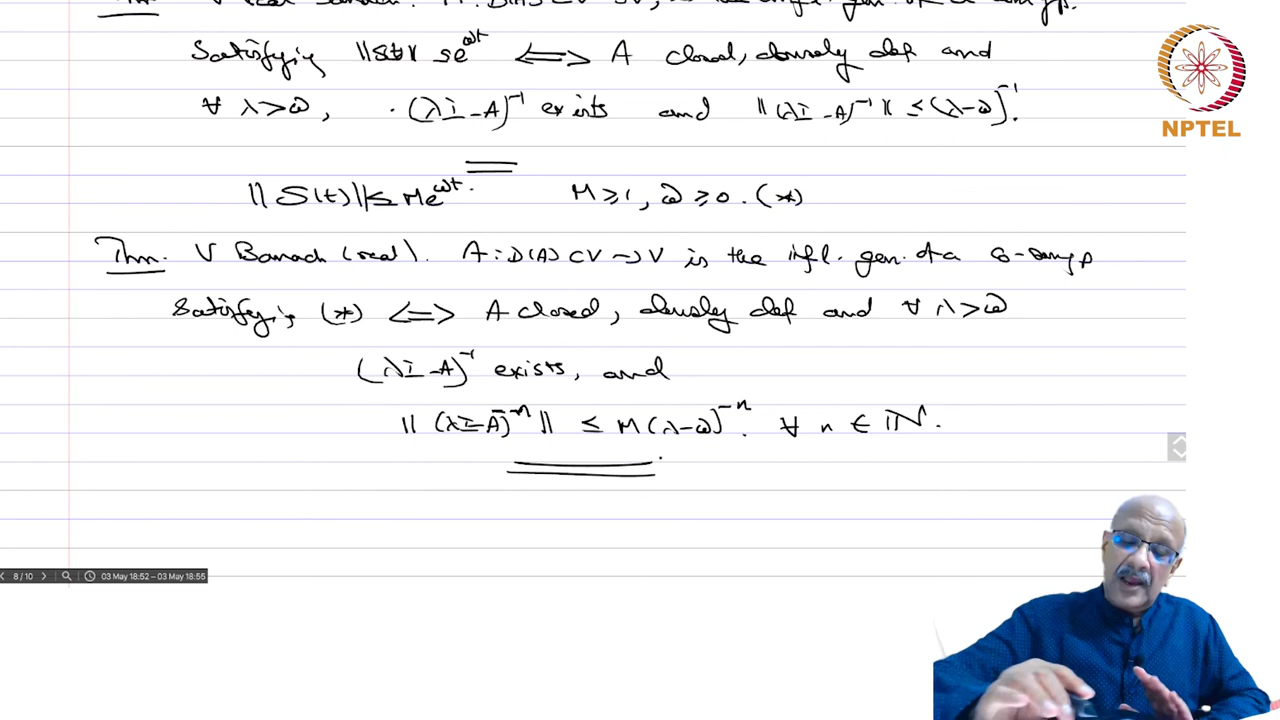 Satisfying ‖S(t)‖ ≤ e^{ωt} ⟺ A closed, densely def and
∀ λ>ω, (λI-A)^{-1} exists and ‖(λI-A)^{-1}‖ ≤ (λ-ω)^{-1}.
NPTEL
‖S(t)‖ ≤ Me^{ωt}. M≥1, ω≥0. (*)
Thm. V Banach (real). A: D(A) ⊂ V → V is the infl. gen. of a c₀-semigp
Satisfying (*) ⟺ A closed, densely def and ∀ λ>ω
(λI-A)^{-1} exists, and
‖(λI-A)^{-n}‖ ≤ M(λ-ω)^{-n}. ∀ n ∈ ℕ.
8/10 03 May 18:52 – 03 May 18:55